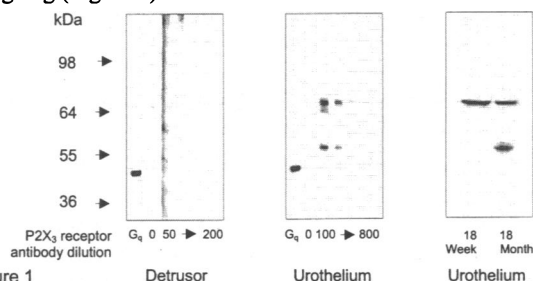 kDa
98
64
55
36
P2X₃ receptor
antibody dilution
Gq 0 50 200
Gq 0 100 800
18
Week
18
Month
Detrusor
Urothelium
Urothelium